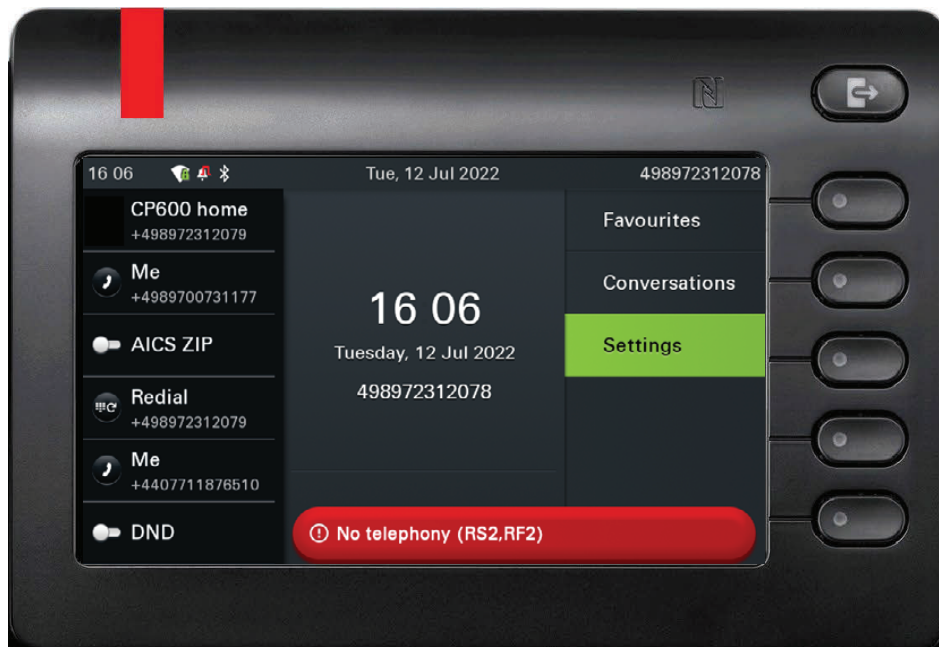 16 06
Tue, 12 Jul 2022
498972312078
CP600 home
+498972312079
Me
+4989700731177
AICS ZIP
Redial
+498972312079
Me
+4407711876510
DND
16 06
Tuesday, 12 Jul 2022
498972312078
No telephony (RS2,RF2)
Favourites
Conversations
Settings